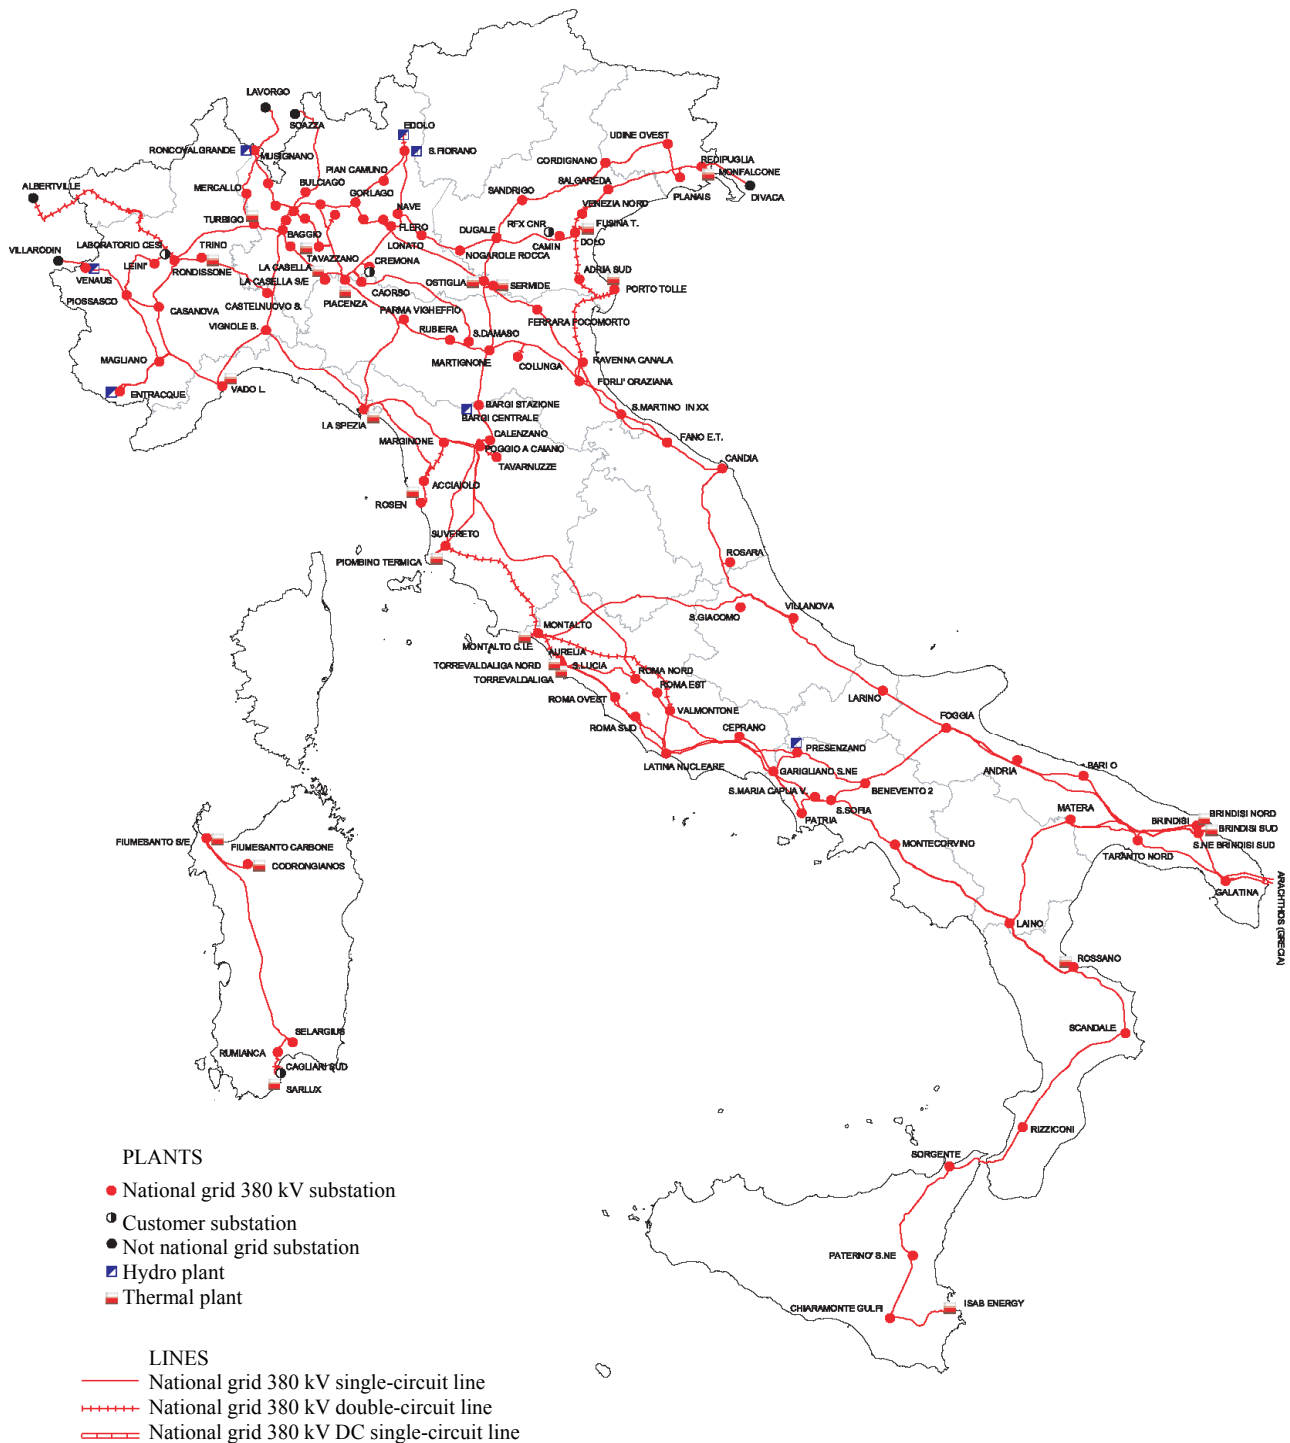 LAVORGO
SOAZZA
EDOLO
S.FIORANO
UDINE OVEST
RONCOVALGRANDE
MUSIGNANO
CORDIGNANO
REDIPUGLIA
MONFALCONE
PIAN CAMUNO
ALBERTVILLE
MERCALLO
BULCIAGO
GORLAGO
SANDRIGO
SALGAREDA
PLANAIS
DIVACA
TURBIGO
NAVE
FLERO
VENEZIA NORD
RFX CNR
FUSINA T.
DUGALE
CAMIN
DOLO
BAGGIO
LABORATORIO CESI
TRINO
VILLARODIN
LEINI'
RONDISSONE
TAVAZZANO
LONATO
NOGAROLE ROCCA
CREMONA
LA CASELLA
VENAUS
LA CASELLA S/E
CAORSO
OSTIGLIA
SERMIDE
ADRIA SUD
PORTO TOLLE
PIOSSASCO
CASANOVA
CASTELNUOVO S.
PIACENZA
PARMA VIGHEFFIO
FERRARA FOCOMORTO
VIGNOLE B.
RUBIERA
S.DAMASO
MAGLIANO
MARTIGNONE
COLUNGA
RAVENNA CANALA
FORLI' ORAZIANA
ENTRACQUE
VADO L.
LA SPEZIA
BARGI STAZIONE
BARGI CENTRALE
S.MARTINO IN XX
MARGINONE
CALENZANO
POGGIO A CAIANO
TAVARNUZZE
FANO E.T.
CANDIA
ACCIAIOLO
ROSEN
SUVERETO
PIOMBINO TERMICA
ROSARA
S.GIACOMO
VILLANOVA
MONTALTO
MONTALTO C.LE
AURELIA
TORREVALDALIGA NORD
S.LUCIA
TORREVALDALIGA
ROMA NORD
ROMA EST
ROMA OVEST
VALMONTONE
LARINO
ROMA SUD
CEPRANO
FOGGIA
PRESENZANO
LATINA NUCLEARE
GARIGLIANO S.NE
ANDRIA
BARI O
S.MARIA CAPUA V.
BENEVENTO 2
S.SOFIA
PATRIA
MATERA
BRINDISI
BRINDISI NORD
BRINDISI SUD
S.NE BRINDISI SUD
MONTECORVINO
TARANTO NORD
GALATINA
ARACHTHOS (GRECIA)
FIUMESANTO S/E
FIUMESANTO CARBONE
CODRONGIANOS
LAINO
ROSSANO
SCANDALE
SELARGIUS
RUMIANCA
CAGLIARI SUD
SARLUX
RIZZICONI
SORGENTE
PATERNO' S.NE
CHIARAMONTE GULFI
ISAB ENERGY
PLANTS
National grid 380 kV substation
Customer substation
Not national grid substation
Hydro plant
Thermal plant
LINES
National grid 380 kV single-circuit line
National grid 380 kV double-circuit line
National grid 380 kV DC single-circuit line